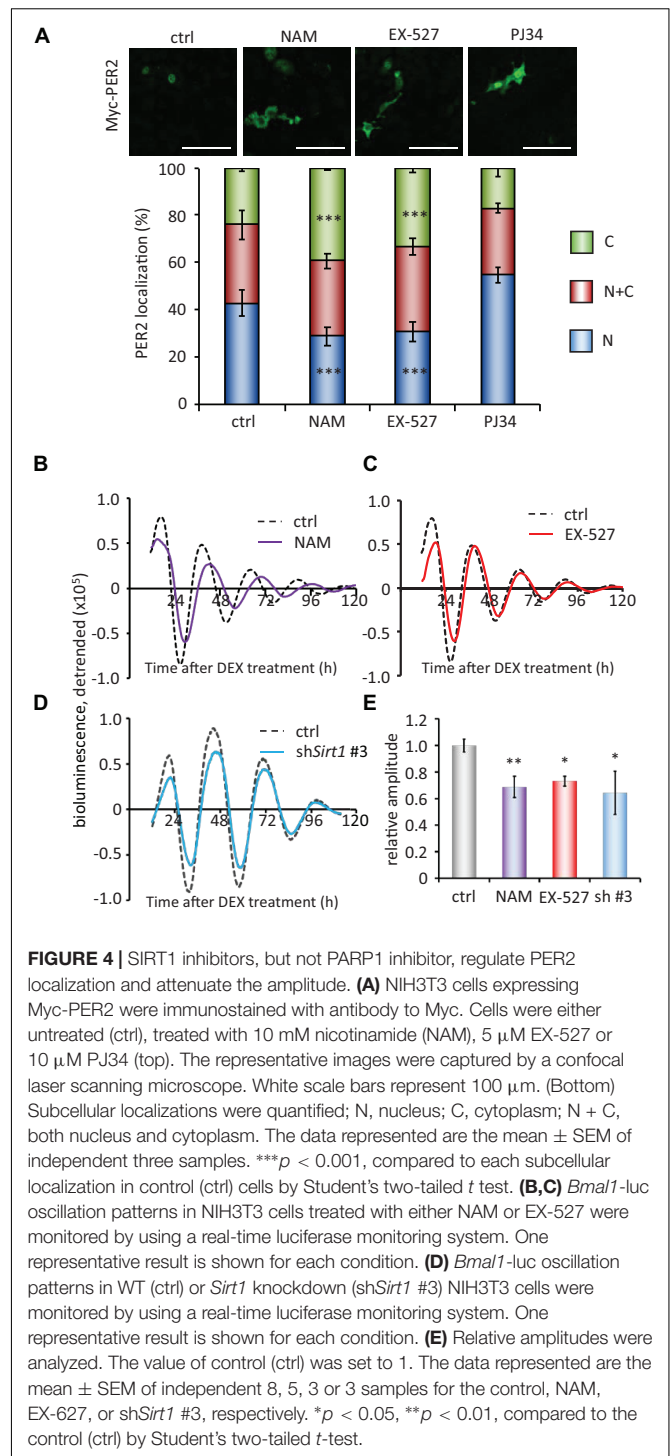 A
ctrl
NAM
EX-527
PJ34
Myc-PER2
PER2 localization (%)
100
80
60
40
20
0
***
***
***
***
ctrl
NAM
EX-527
PJ34
C
N+C
N
B
bioluminescence, detrended (x10⁵)
1.0
0.5
0
-0.5
-1.0
ctrl
NAM
24
48
72
96
120
Time after DEX treatment (h)
C
1.0
0.5
0
-0.5
-1.0
ctrl
EX-527
24
48
72
96
120
Time after DEX treatment (h)
D
1.0
0.5
0
-0.5
-1.0
ctrl
shSirt1 #3
24
48
72
96
120
Time after DEX treatment (h)
E
relative amplitude
1.2
1.0
0.8
0.6
0.4
0.2
0
**
*
*
ctrl
NAM
EX-527
sh #3
FIGURE 4 | SIRT1 inhibitors, but not PARP1 inhibitor, regulate PER2
localization and attenuate the amplitude. (A) NIH3T3 cells expressing
Myc-PER2 were immunostained with antibody to Myc. Cells were either
untreated (ctrl), treated with 10 mM nicotinamide (NAM), 5 μM EX-527 or
10 μM PJ34 (top). The representative images were captured by a confocal
laser scanning microscope. White scale bars represent 100 μm. (Bottom)
Subcellular localizations were quantified; N, nucleus; C, cytoplasm; N + C,
both nucleus and cytoplasm. The data represented are the mean ± SEM of
independent three samples. ***p < 0.001, compared to each subcellular
localization in control (ctrl) cells by Student's two-tailed t test. (B,C) Bmal1-luc
oscillation patterns in NIH3T3 cells treated with either NAM or EX-527 were
monitored by using a real-time luciferase monitoring system. One
representative result is shown for each condition. (D) Bmal1-luc oscillation
patterns in WT (ctrl) or Sirt1 knockdown (shSirt1 #3) NIH3T3 cells were
monitored by using a real-time luciferase monitoring system. One
representative result is shown for each condition. (E) Relative amplitudes were
analyzed. The value of control (ctrl) was set to 1. The data represented are the
mean ± SEM of independent 8, 5, 3 or 3 samples for the control, NAM,
EX-627, or shSirt1 #3, respectively. *p < 0.05, **p < 0.01, compared to the
control (ctrl) by Student's two-tailed t-test.